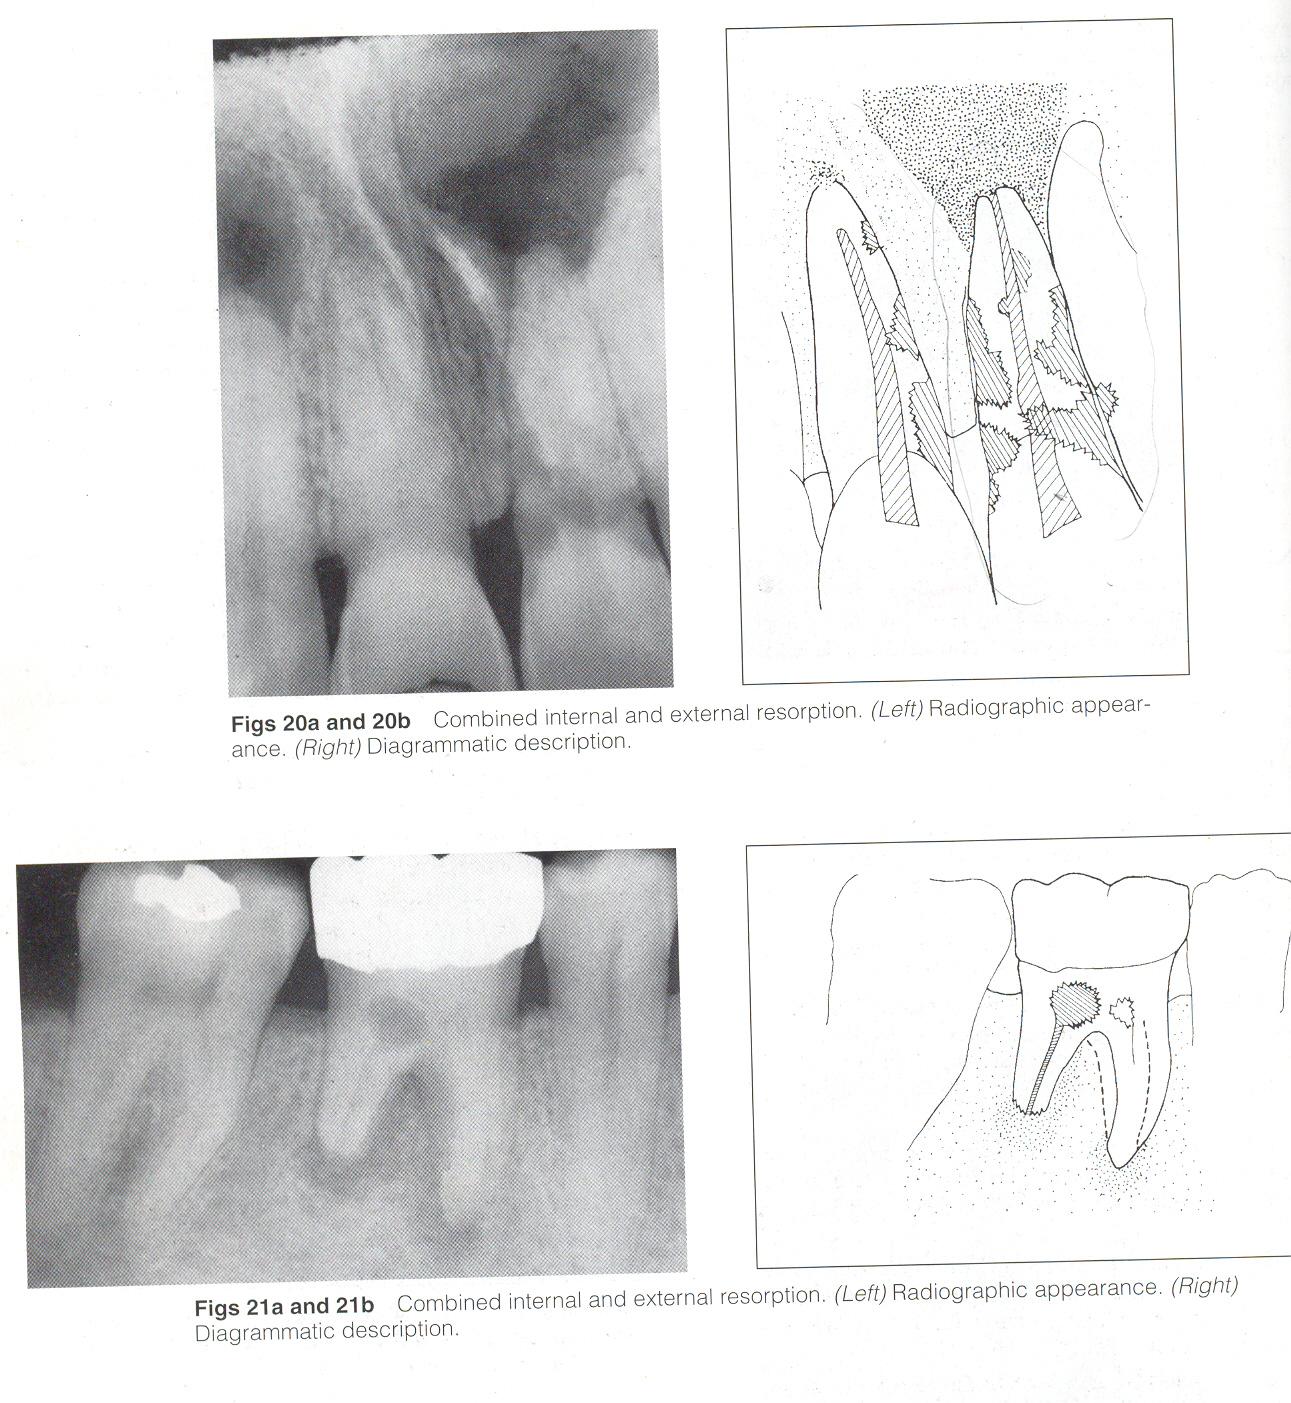 Figs 20a and 20b Combined internal and external resorption. (Left) Radiographic appear-
ance. (Right) Diagrammatic description.
Figs 21a and 21b Combined internal and external resorption. (Left) Radiographic appearance. (Right)
Diagrammatic description.